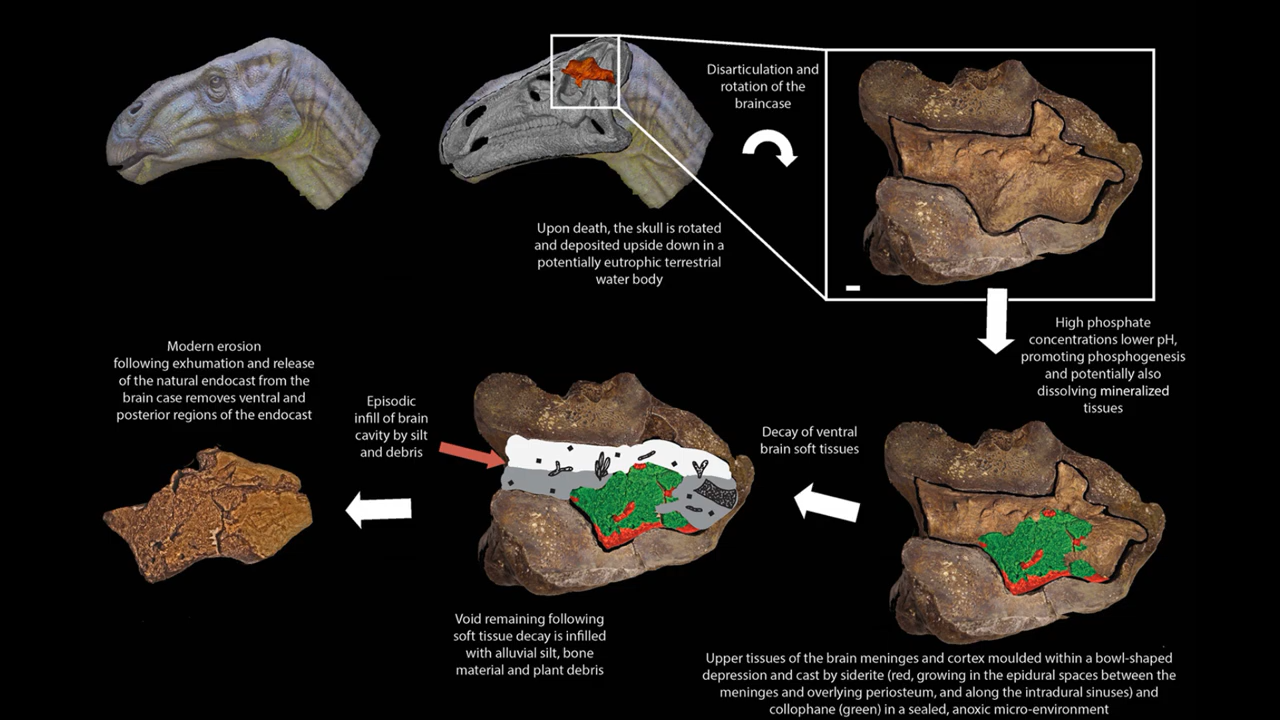 Disarticulation and
rotation of the
braincase
Upon death, the skull is rotated
and deposited upside down in a
potentially eutrophic terrestrial
water body
High phosphate
concentrations lower pH,
promoting phosphogenesis
and potentially also
dissolving mineralized
tissues
Modern erosion
following exhumation and release
of the natural endocast from the
brain case removes ventral and
posterior regions of the endocast
Episodic
infill of brain
cavity by silt
and debris
Decay of ventral
brain soft tissues
Void remaining following
soft tissue decay is infilled
with alluvial silt, bone
material and plant debris
Upper tissues of the brain meninges and cortex moulded within a bowl-shaped
depression and cast by siderite (red, growing in the epidural spaces between the
meninges and overlying periosteum, and along the intradural sinuses) and
collophane (green) in a sealed, anoxic micro-environment